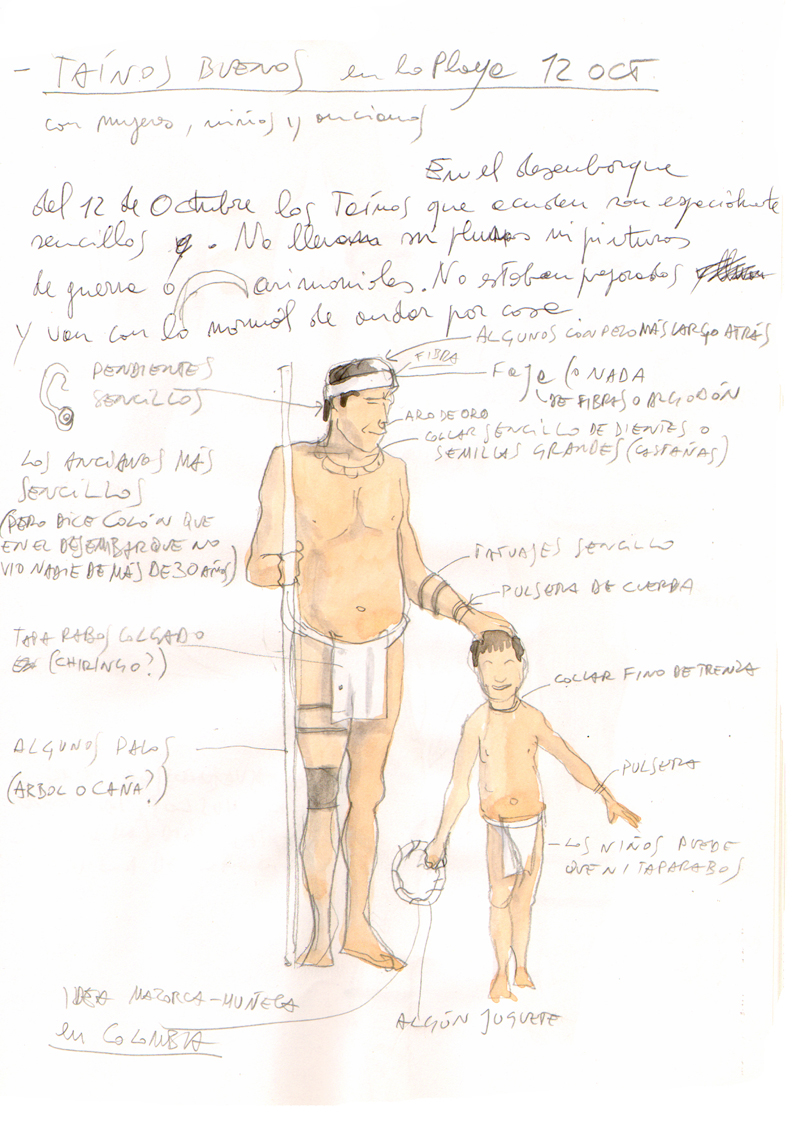 - TAÍNOS BUENOS en la Playa 12 OCT.
con mujeres, niños y ancianos
En el desembarque
del 12 de Octubre los Taínos que acuden son especialmente
sencillos. No llevan ni plumas ni pinturas
de guerra o ceremoniales. No estaban preparados
y van con lo normal de andar por casa.
ALGUNOS CON PELO MÁS LARGO ATRÁS
FIBRA
FAJA (O NADA
DE FIBRAS O ALGODÓN
PENDIENTES
SENCILLOS
ARO DE ORO
COLLAR SENCILLO DE DIENTES O
SEMILLAS GRANDES (CASTAÑAS)
LOS ANCIANOS MÁS
SENCILLOS
(PERO DICE COLÓN QUE
EN EL DESEMBARQUE NO
VIO NADIE DE MÁS DE 30 AÑOS)
TATUAJES SENCILLO
PULSERA DE CUERDA
TAPARABOS COLGADO
(CHIRINGO?)
COLLAR FINO DE TRENZA
ALGUNOS PALOS
(ARBOL O CAÑA?)
PULSERA
- LOS NIÑOS PUEDE
QUE NI TAPARABOS
IDEA MAZORCA-MUÑECA
en COLOMBIA
ALGÚN JUGUETE